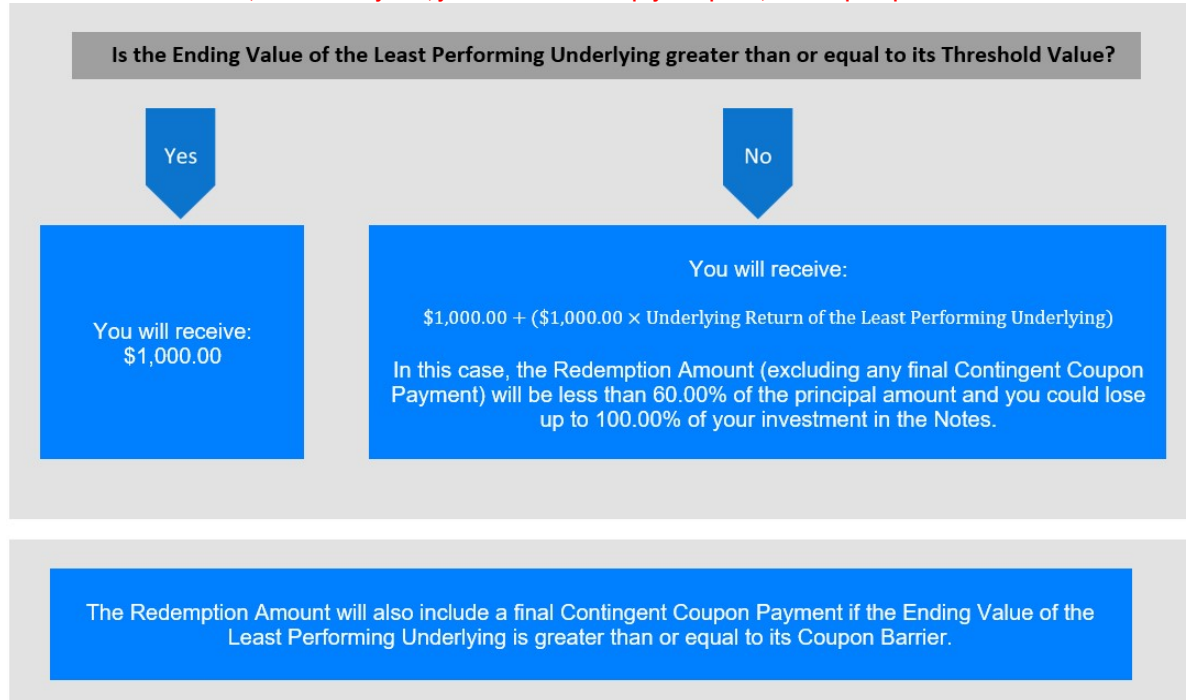 Is the Ending Value of the Least Performing Underlying greater than or equal to its Threshold Value?
Yes
No
You will receive:
$1,000.00
You will receive:
$1,000.00 + ($1,000.00 × Underlying Return of the Least Performing Underlying)
In this case, the Redemption Amount (excluding any final Contingent Coupon
Payment) will be less than 60.00% of the principal amount and you could lose
up to 100.00% of your investment in the Notes.
The Redemption Amount will also include a final Contingent Coupon Payment if the Ending Value of the
Least Performing Underlying is greater than or equal to its Coupon Barrier.